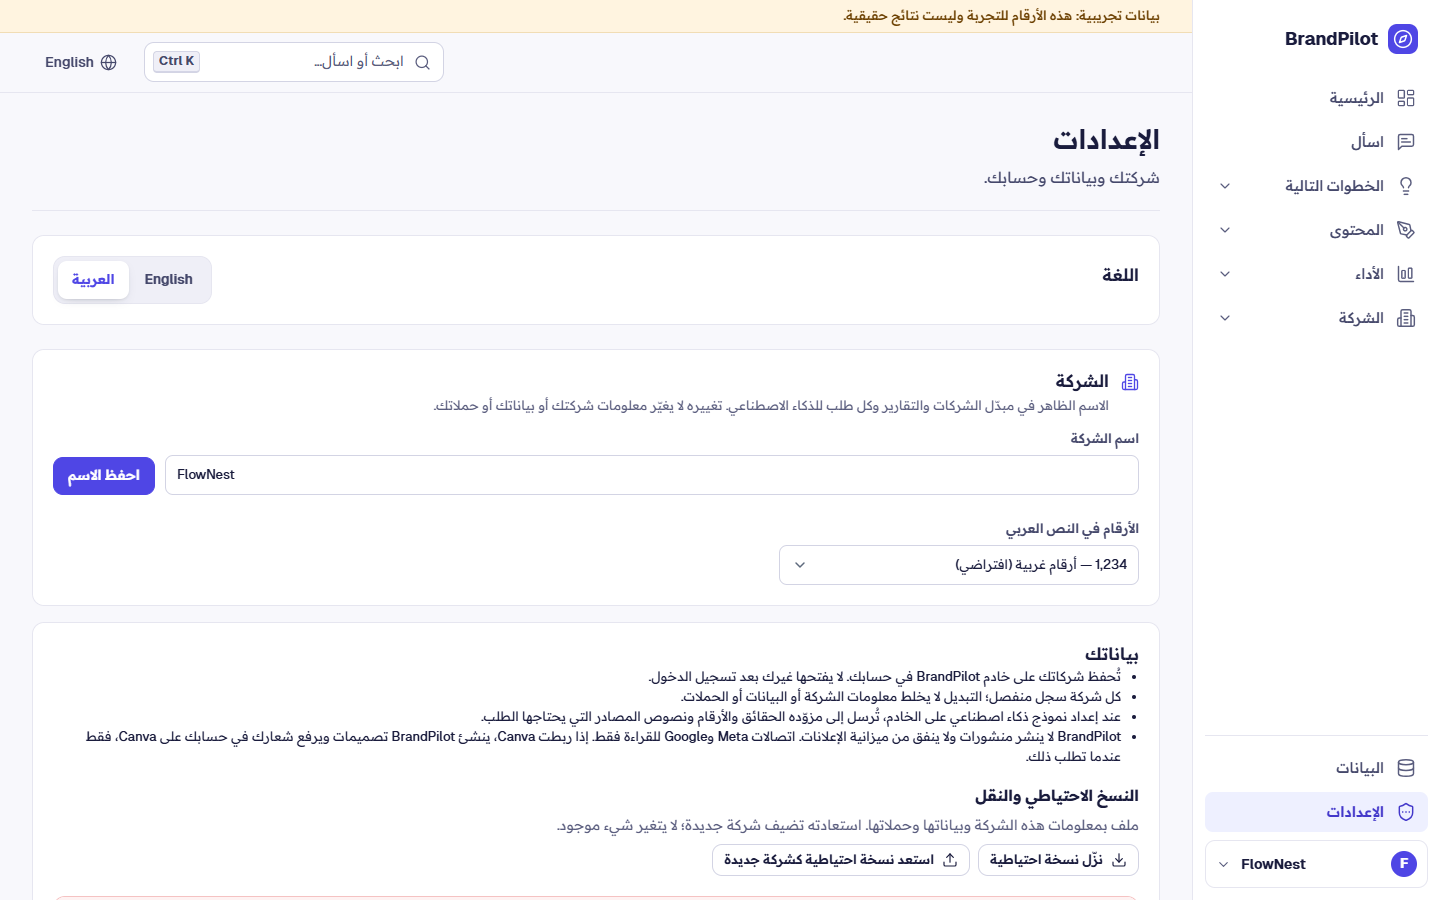 بيانات تجريبية: هذه الأرقام للتجربة وليست نتائج حقيقية.
BrandPilot
الرئيسية
اسأل
الخطوات التالية
المحتوى
الأداء
الشركة
البيانات
الإعدادات
F FlowNest
ابحث أو اسأل...
Ctrl K
English
الإعدادات
شركتك وبياناتك وحسابك.
اللغة
English
العربية
الشركة
الاسم الظاهر في مبدّل الشركات والتقارير وكل طلب للذكاء الاصطناعي. تغييره لا يغيّر معلومات شركتك أو بياناتك أو حملاتك.
اسم الشركة
FlowNest
احفظ الاسم
الأرقام في النص العربي
1,234 — أرقام غربية (افتراضي)
بياناتك
• تُحفظ شركاتك على خادم BrandPilot في حسابك. لا يفتحها غيرك بعد تسجيل الدخول.
• كل شركة سجل منفصل؛ التبديل لا يخلط معلومات الشركة أو البيانات أو الحملات.
• عند إعداد نموذج ذكاء اصطناعي على الخادم، تُرسل إلى مزوّده الحقائق والأرقام ونصوص المصادر التي يحتاجها الطلب.
• BrandPilot لا ينشر منشورات ولا ينفق من ميزانية الإعلانات. اتصالات Meta وGoogle للقراءة فقط. إذا ربطت Canva، ينشئ BrandPilot تصميمات ويرفع شعارك في حسابك على Canva، فقط
عندما تطلب ذلك.
النسخ الاحتياطي والنقل
ملف بمعلومات هذه الشركة وبياناتها وحملاتها. استعادته تضيف شركة جديدة؛ لا يتغير شيء موجود.
نزّل نسخة احتياطية
استعد نسخة احتياطية كشركة جديدة